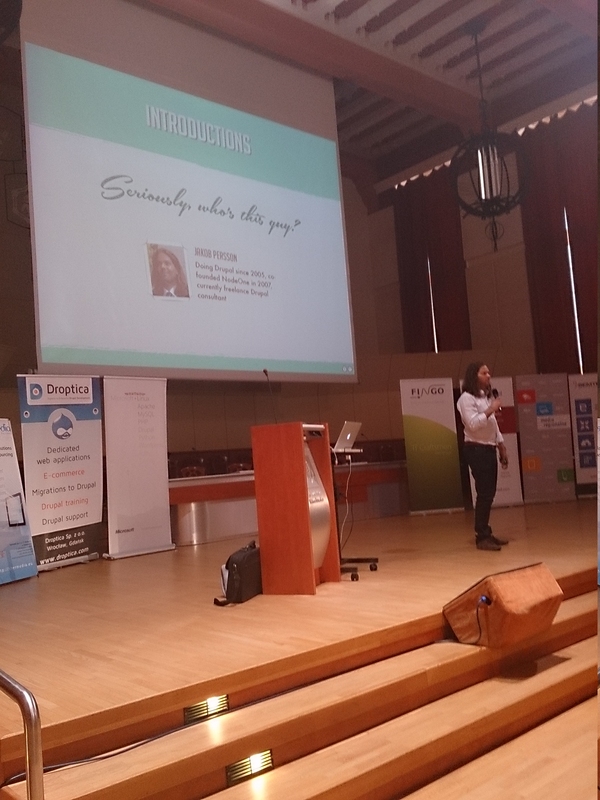 INTRODUCTIONS
Seriously, who's this guy?
JAKOB PERSSON
Doing Drupal since 2005, co-
founded NodeOne in 2007,
currently freelance Drupal
consultant
Droptica
Dedicated
web applications
E-commerce
Migrations to Drupal
Drupal training
Drupal support
Droptica Sp. z o.o.
Wrocław, Gdańsk
www.droptica.com
Microsoft
FINGO